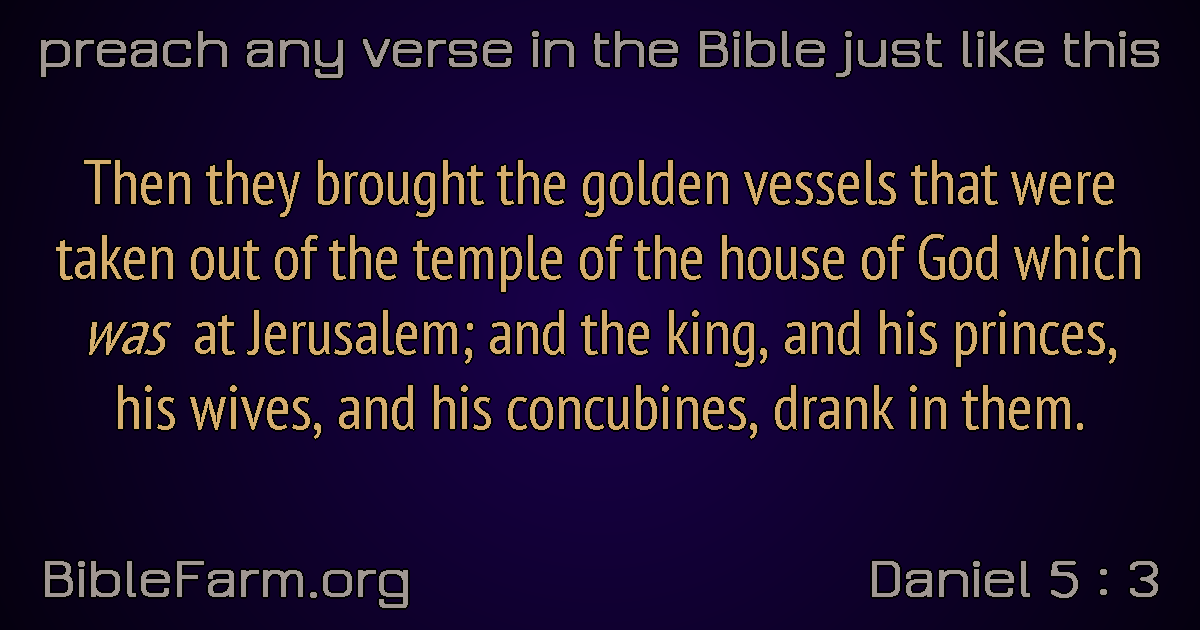 preach any verse in the Bible just like this
Then they brought the golden vessels that were
taken out of the temple of the house of God which
was at Jerusalem; and the king, and his princes,
his wives, and his concubines, drank in them.
BibleFarm.org
Daniel 5 : 3